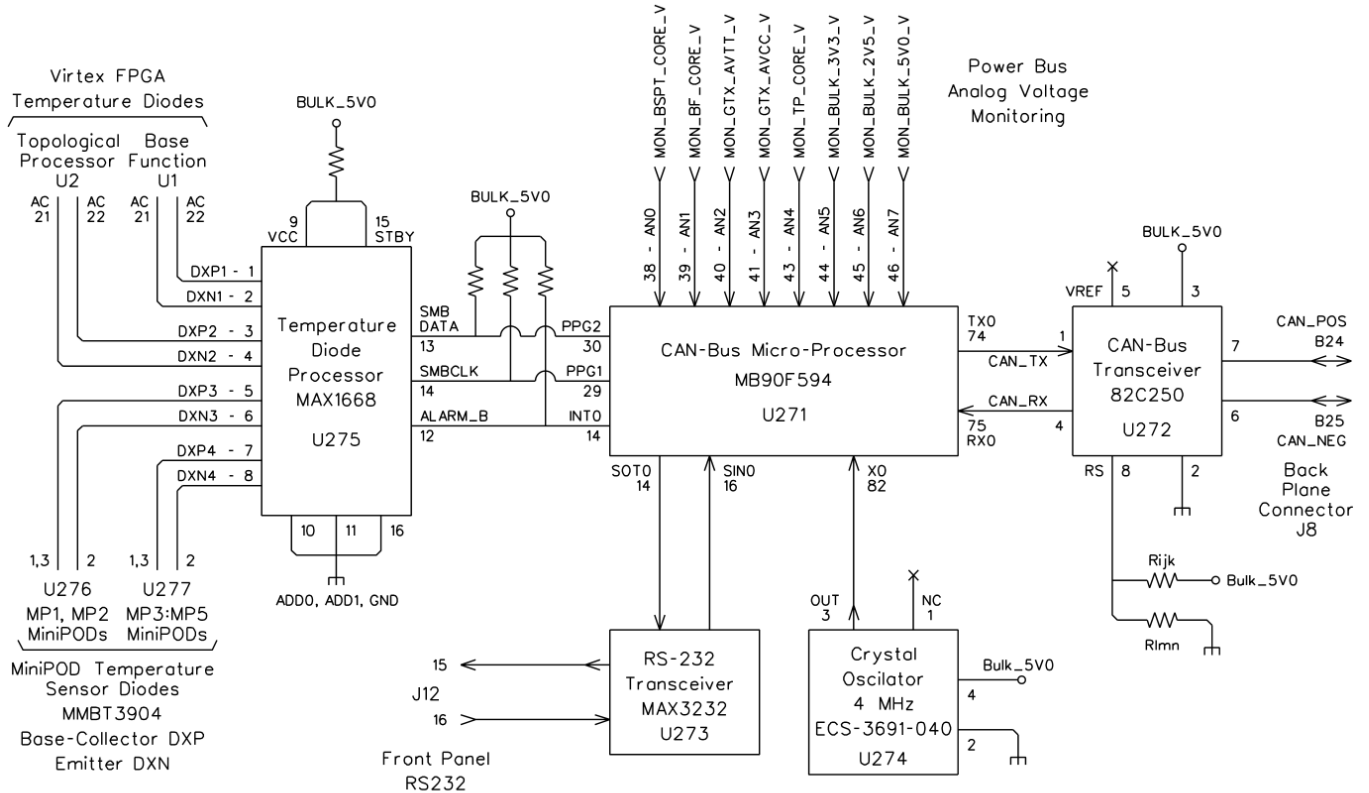 Virtex FPGA
Temperature Diodes
Topological
Processor
U2
Base
Function
U1
AC
21
AC
22
AC
21
AC
22
BULK_5V0
9
VCC
15
STBY
DXP1 - 1
DXN1 - 2
DXP2 - 3
DXN2 - 4
DXP3 - 5
DXN3 - 6
DXP4 - 7
DXN4 - 8
Temperature
Diode
Processor
MAX1668
U275
10
11
16
ADD0, ADD1, GND
1,3
2
U276
MP1, MP2
MiniPODs
1,3
2
U277
MP3:MP5
MiniPODs
MiniPOD Temperature
Sensor Diodes
MMBT3904
Base-Collector DXP
Emitter DXN
BULK_5V0
SMB
DATA
13
SMBCLK
14
ALARM_B
12
PPG2
30
PPG1
29
INT0
14
MON_BSPT_CORE_V
MON_BF_CORE_V
MON_GTX_AVTT_V
MON_GTX_AVCC_V
MON_TP_CORE_V
MON_BULK_3V3_V
MON_BULK_2V5_V
MON_BULK_5V0_V
38 - AN0
39 - AN1
40 - AN2
41 - AN3
43 - AN4
44 - AN5
45 - AN6
46 - AN7
Power Bus
Analog Voltage
Monitoring
CAN-Bus Micro-Processor
MB90F594
U271
SOT0
14
SIN0
16
X0
82
TX0
74
CAN_TX
1
CAN_RX
75
RX0
4
VREF
5
BULK_5V0
3
CAN-Bus
Transceiver
82C250
U272
7
6
CAN_POS
B24
B25
CAN_NEG
Back
Plane
Connector
J8
RS
8
2
Rijk
Bulk_5V0
Rlmn
15
J12
16
Front Panel
RS232
RS-232
Transceiver
MAX3232
U273
OUT
3
NC
1
Crystal
Oscilator
4 MHz
ECS-3691-040
U274
Bulk_5V0
4
2